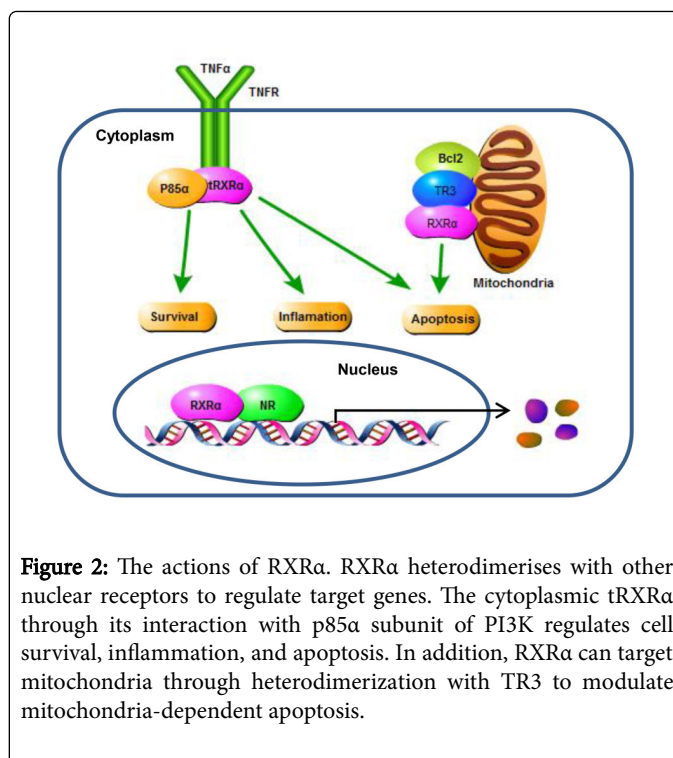 TNFα
TNFR
Cytoplasm
P85α
tRXRα
Bcl2
TR3
RXRα
Mitochondria
Survival
Inflamation
Apoptosis
Nucleus
RXRα
NR
Figure 2: The actions of RXRα. RXRα heterodimerises with other
nuclear receptors to regulate target genes. The cytoplasmic tRXRα
through its interaction with p85α subunit of PI3K regulates cell
survival, inflammation, and apoptosis. In addition, RXRα can target
mitochondria through heterodimerization with TR3 to modulate
mitochondria-dependent apoptosis.